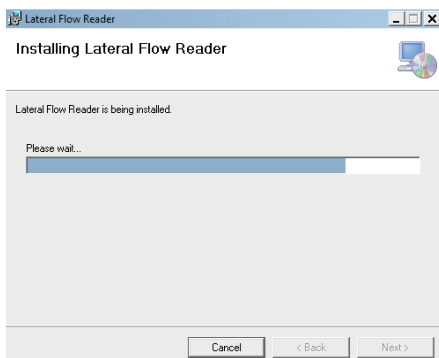 Lateral Flow Reader
Installing Lateral Flow Reader
Lateral Flow Reader is being installed.
Please wait...
Cancel
< Back
Next >